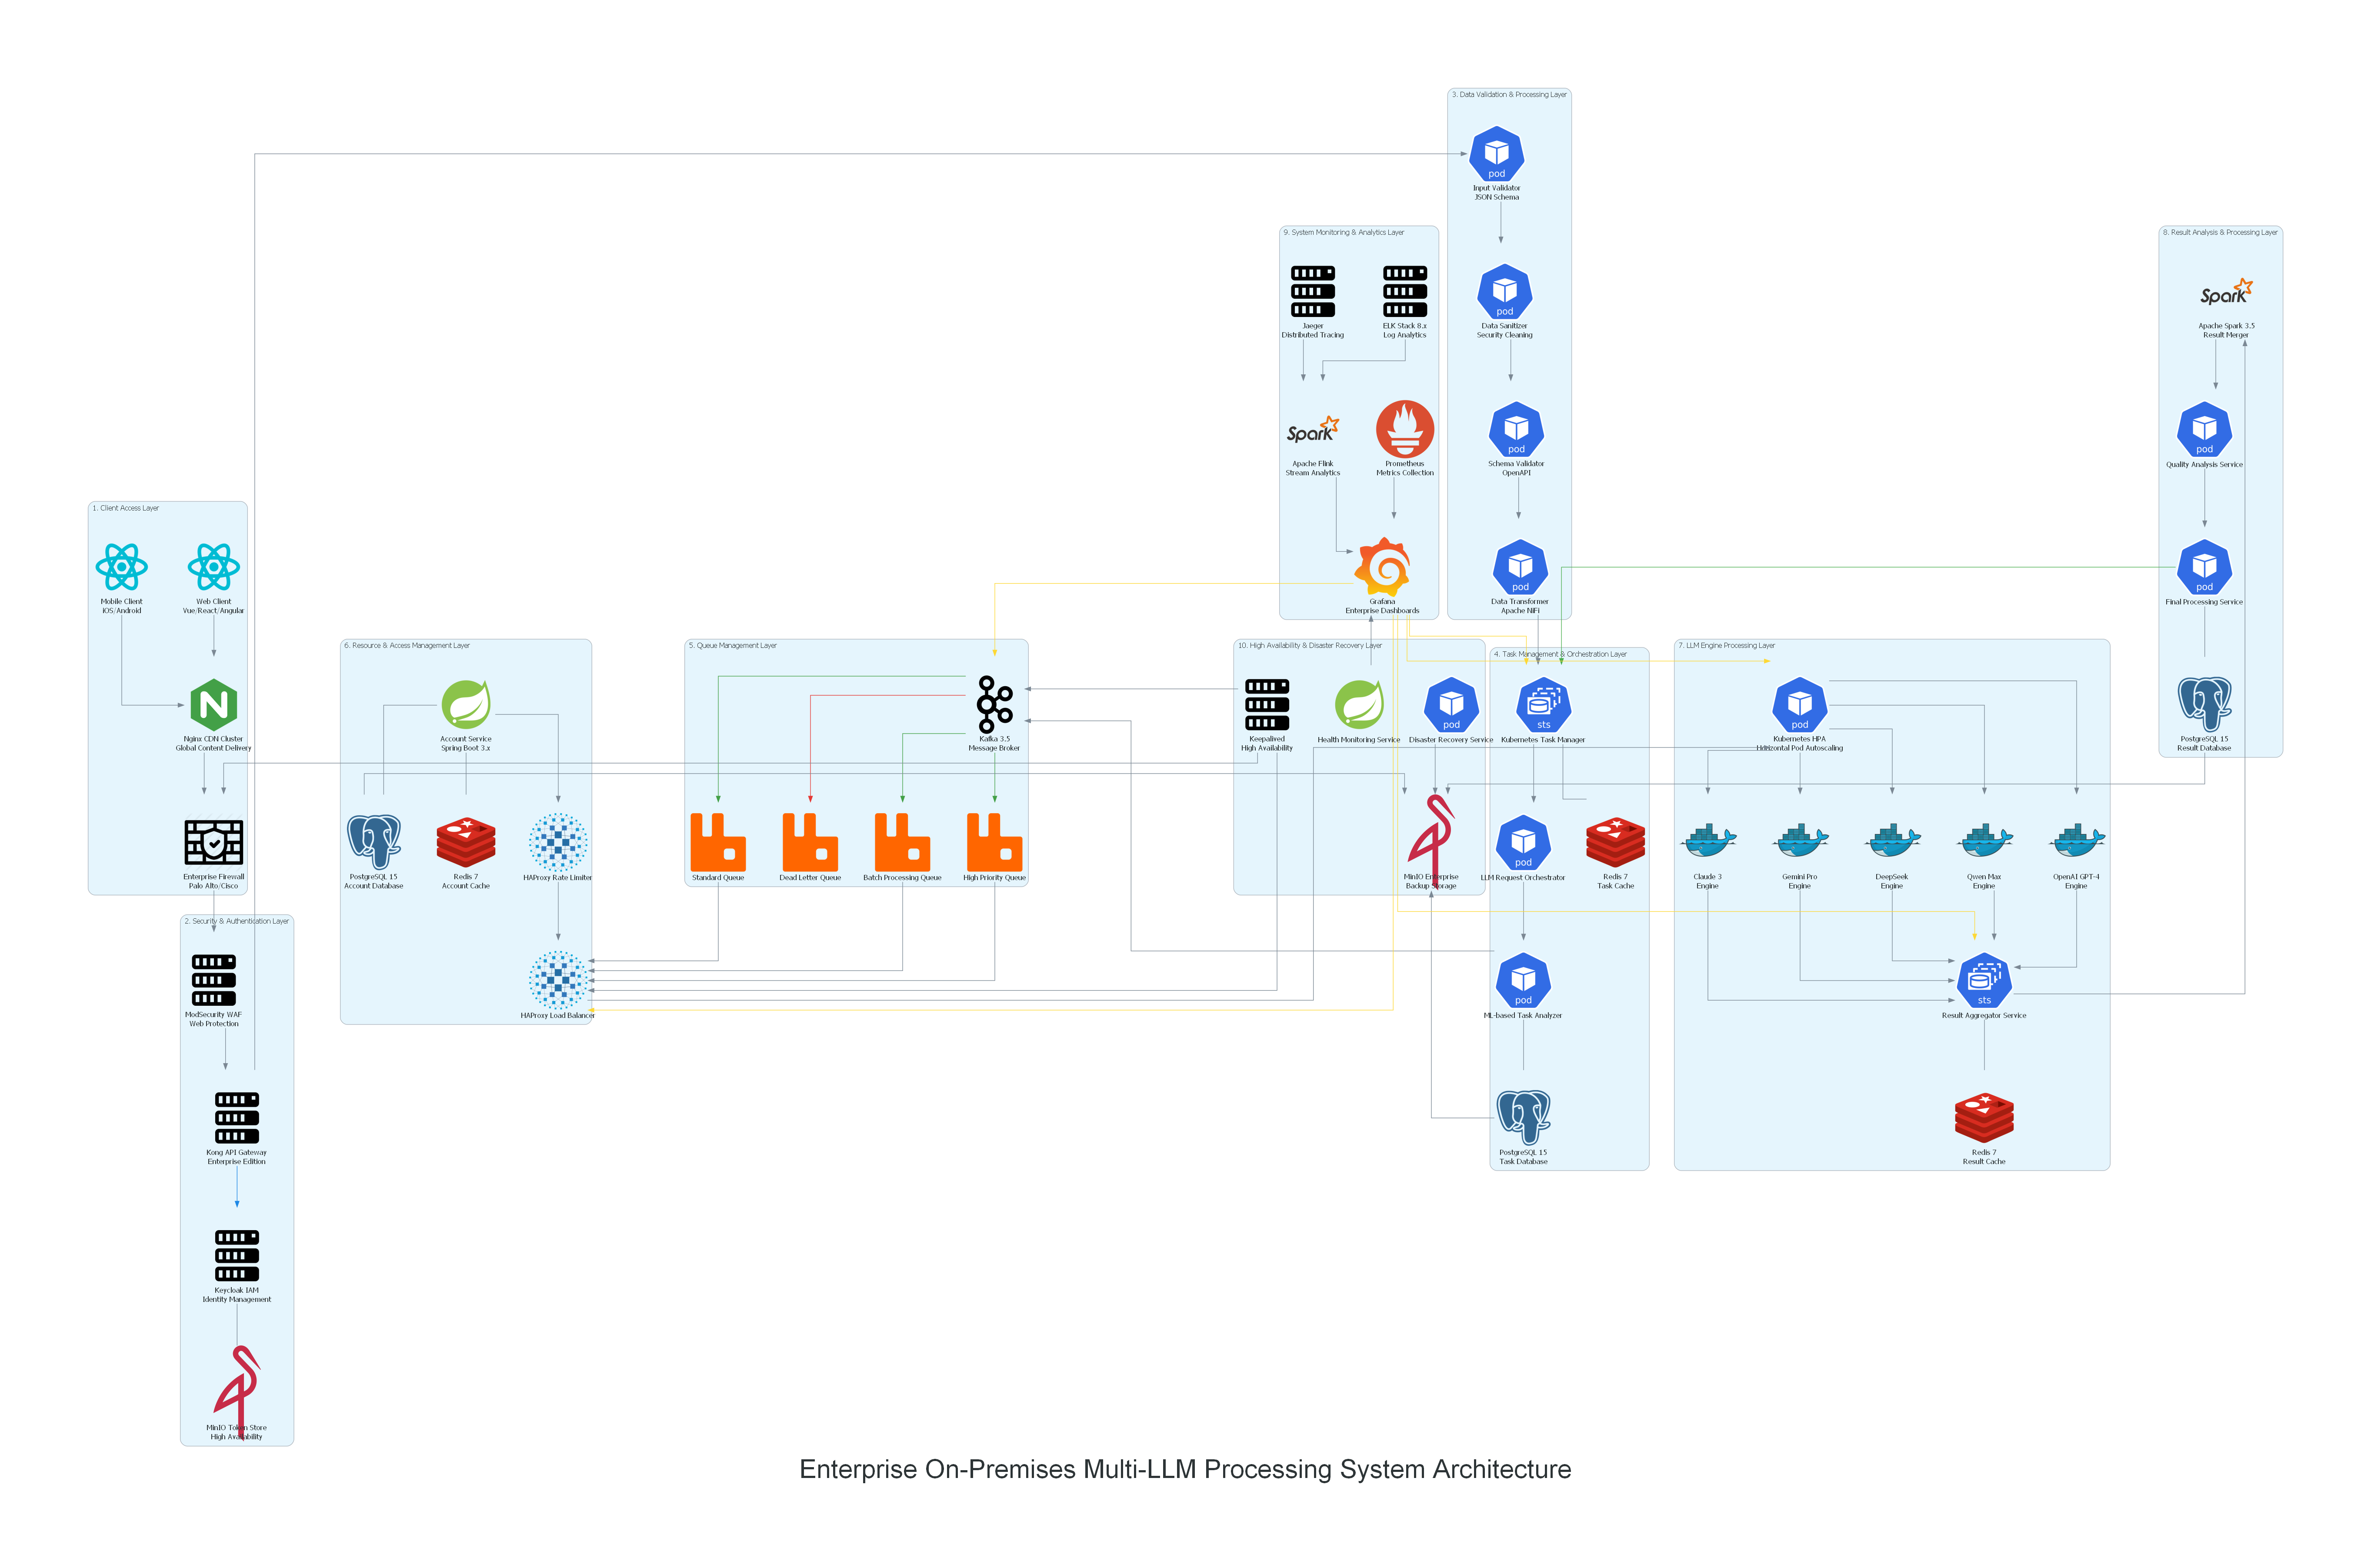 3. Data Validation & Processing Layer
pod
Input Validator
JSON Schema
pod
Data Sanitizer
Security Cleaning
pod
Schema Validator
OpenAPI
pod
Data Transformer
Apache NiFi
9. System Monitoring & Analytics Layer
Jaeger
Distributed Tracing
ELK Stack 8.x
Log Analytics
Spark
Apache Flink
Stream Analytics
Prometheus
Metrics Collection
Grafana
Enterprise Dashboards
8. Result Analysis & Processing Layer
Spark
Apache Spark 3.5
Result Merger
pod
Quality Analysis Service
pod
Final Processing Service
PostgreSQL 15
Result Database
1. Client Access Layer
Mobile Client
iOS/Android
Web Client
Vue/React/Angular
N
Nginx CDN Cluster
Global Content Delivery
Enterprise Firewall
Palo Alto/Cisco
6. Resource & Access Management Layer
Account Service
Spring Boot 3.x
PostgreSQL 15
Account Database
Redis 7
Account Cache
HAProxy Rate Limiter
HAProxy Load Balancer
5. Queue Management Layer
Kafka 3.5
Message Broker
Standard Queue
Dead Letter Queue
Batch Processing Queue
High Priority Queue
10. High Availability & Disaster Recovery Layer
Keepalived
High Availability
Health Monitoring Service
pod
Disaster Recovery Service
MinIO Enterprise
Backup Storage
4. Task Management & Orchestration Layer
sts
Kubernetes Task Manager
pod
LLM Request Orchestrator
Redis 7
Task Cache
pod
ML-based Task Analyzer
PostgreSQL 15
Task Database
7. LLM Engine Processing Layer
pod
Kubernetes HPA
Horizontal Pod Autoscaling
Claude 3
Engine
Gemini Pro
Engine
DeepSeek
Engine
Qwen Max
Engine
OpenAI GPT-4
Engine
sts
Result Aggregator Service
Redis 7
Result Cache
2. Security & Authentication Layer
ModSecurity WAF
Web Protection
Kong API Gateway
Enterprise Edition
Keycloak IAM
Identity Management
MinIO Token Store
High Availability
Enterprise On-Premises Multi-LLM Processing System Architecture